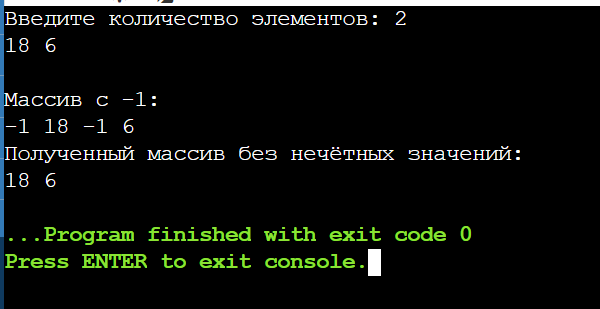 Введите количество элементов: 2
18 6
Массив с -1:
-1 18 -1 6
Полученный массив без нечётных значений:
18 6
...Program finished with exit code 0
Press ENTER to exit console.